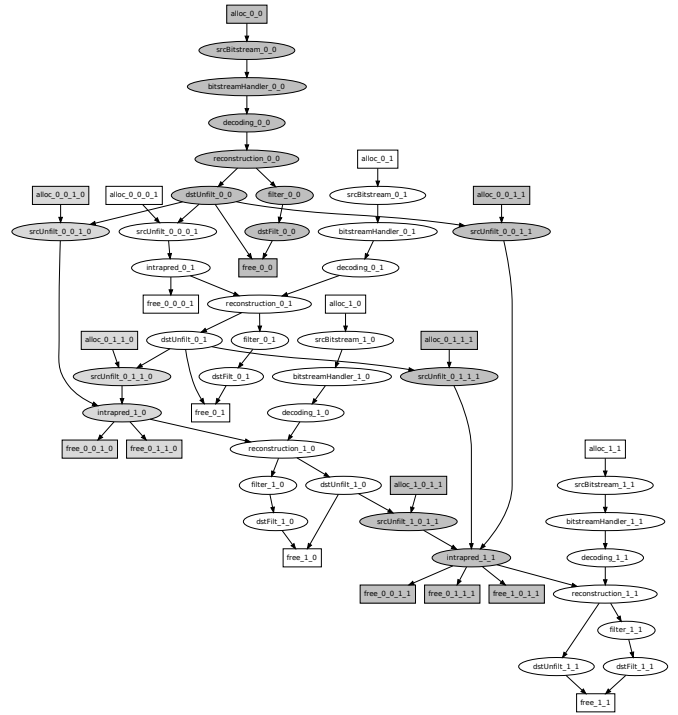 alloc_0_0
srcBitstream_0_0
bitstreamHandler_0_0
decoding_0_0
reconstruction_0_0
alloc_0_1
alloc_0_0_1_0
alloc_0_0_0_1
dstUnfilt_0_0
filter_0_0
srcBitstream_0_1
alloc_0_0_1_1
srcUnfilt_0_0_1_0
srcUnfilt_0_0_0_1
dstFilt_0_0
bitstreamHandler_0_1
srcUnfilt_0_0_1_1
intrapred_0_1
free_0_0
decoding_0_1
free_0_0_0_1
reconstruction_0_1
alloc_1_0
alloc_0_1_1_0
dstUnfilt_0_1
filter_0_1
srcBitstream_1_0
alloc_0_1_1_1
srcUnfilt_0_1_1_0
dstFilt_0_1
bitstreamHandler_1_0
srcUnfilt_0_1_1_1
intrapred_1_0
free_0_1
decoding_1_0
free_0_0_1_0
free_0_1_1_0
reconstruction_1_0
alloc_1_1
filter_1_0
dstUnfilt_1_0
alloc_1_0_1_1
srcBitstream_1_1
dstFilt_1_0
srcUnfilt_1_0_1_1
bitstreamHandler_1_1
free_1_0
intrapred_1_1
decoding_1_1
free_0_0_1_1
free_0_1_1_1
free_1_0_1_1
reconstruction_1_1
filter_1_1
dstUnfilt_1_1
dstFilt_1_1
free_1_1